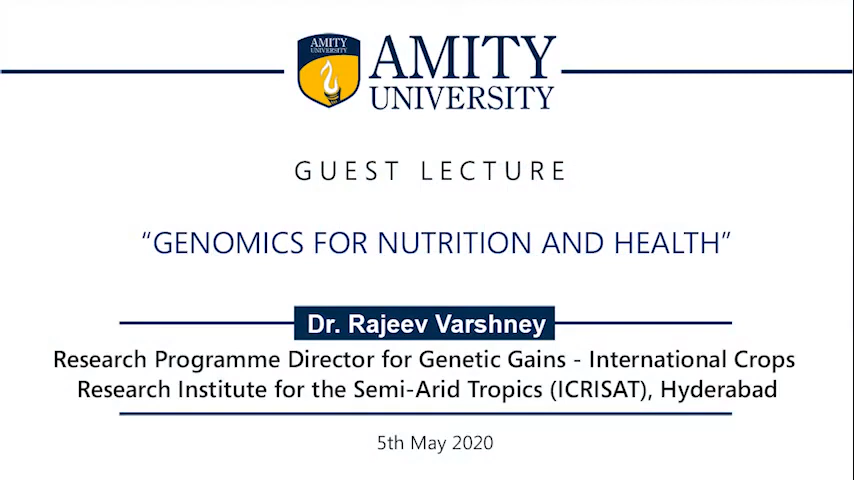 AMITY
UNIVERSITY
AMITY
UNIVERSITY
GUEST LECTURE
“GENOMICS FOR NUTRITION AND HEALTH”
Dr. Rajeev Varshney
Research Programme Director for Genetic Gains - International Crops
Research Institute for the Semi-Arid Tropics (ICRISAT), Hyderabad
5th May 2020